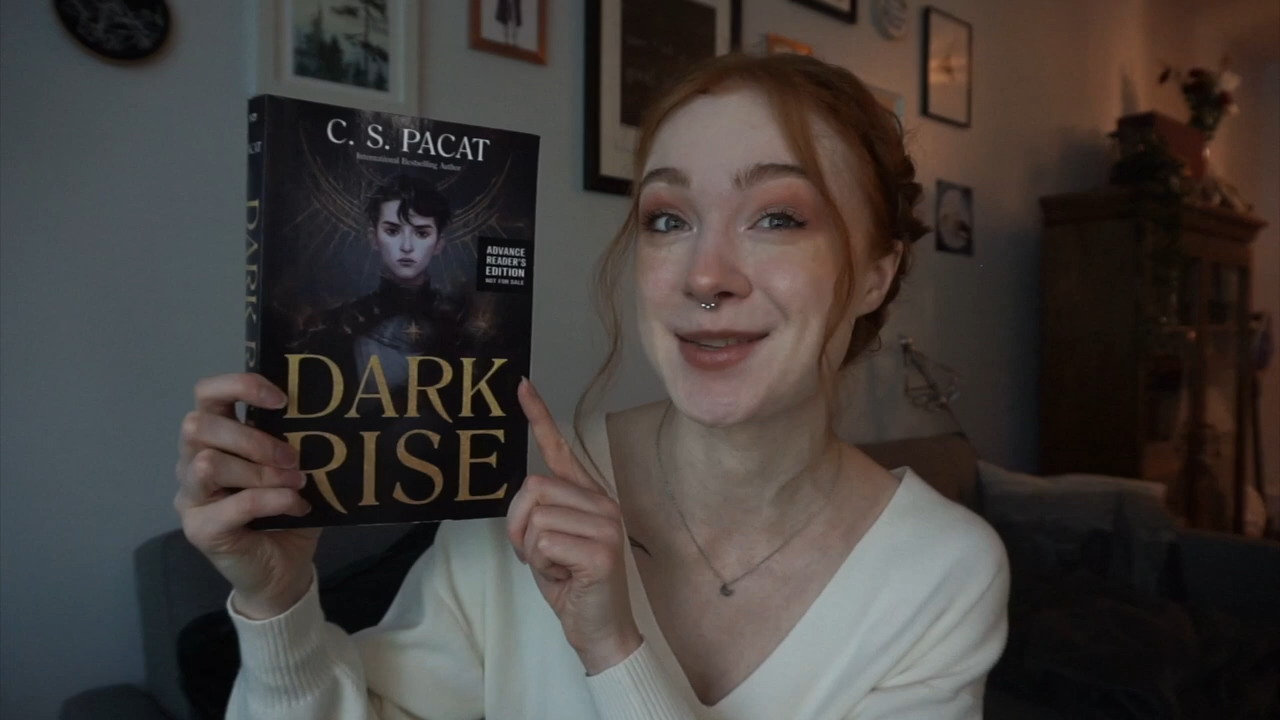 C. S. PACAT
International Bestselling Author
ADVANCE
READER'S
EDITION
NOT FOR SALE
DARK
RISE